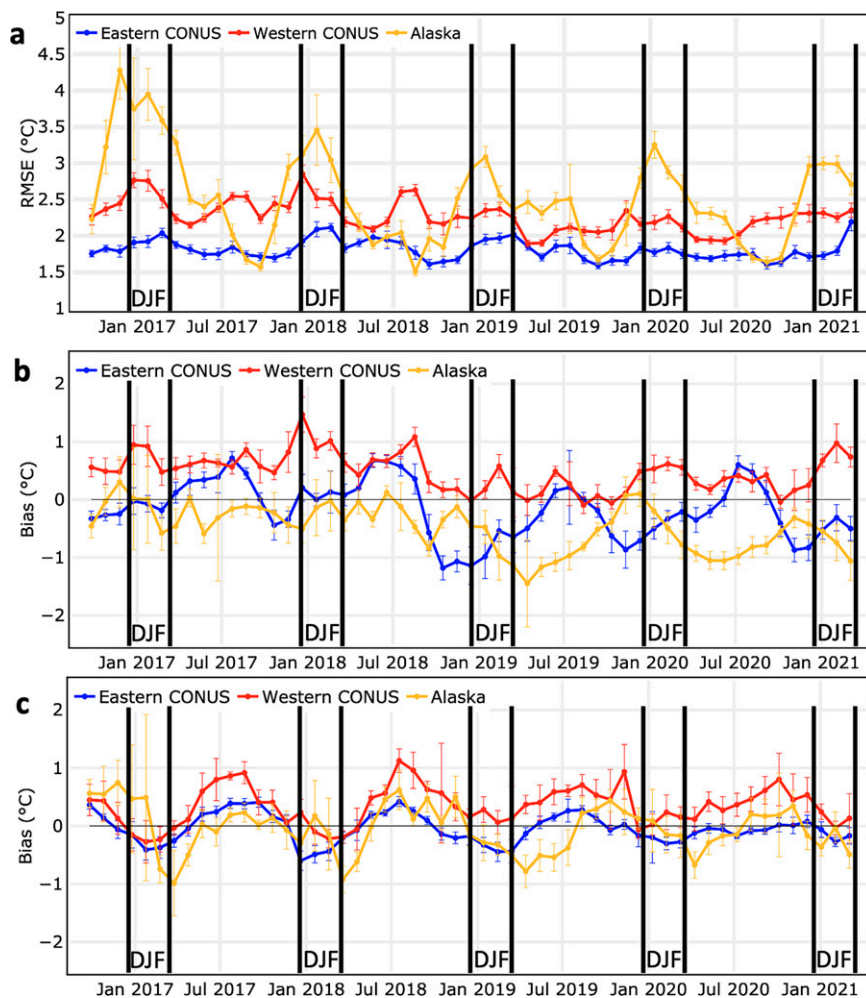 a
Eastern CONUS Western CONUS Alaska
5
4.5
4
3.5
3
2.5
2
1.5
1
RMSE (°C)
DJF DJF DJF DJF DJF
Jan 2017 Jul 2017 Jan 2018 Jul 2018 Jan 2019 Jul 2019 Jan 2020 Jul 2020 Jan 2021
b
Eastern CONUS Western CONUS Alaska
2
1
0
−1
−2
Bias (°C)
DJF DJF DJF DJF DJF
Jan 2017 Jul 2017 Jan 2018 Jul 2018 Jan 2019 Jul 2019 Jan 2020 Jul 2020 Jan 2021
c
Eastern CONUS Western CONUS Alaska
2
1
0
−1
−2
Bias (°C)
DJF DJF DJF DJF DJF
Jan 2017 Jul 2017 Jan 2018 Jul 2018 Jan 2019 Jul 2019 Jan 2020 Jul 2020 Jan 2021